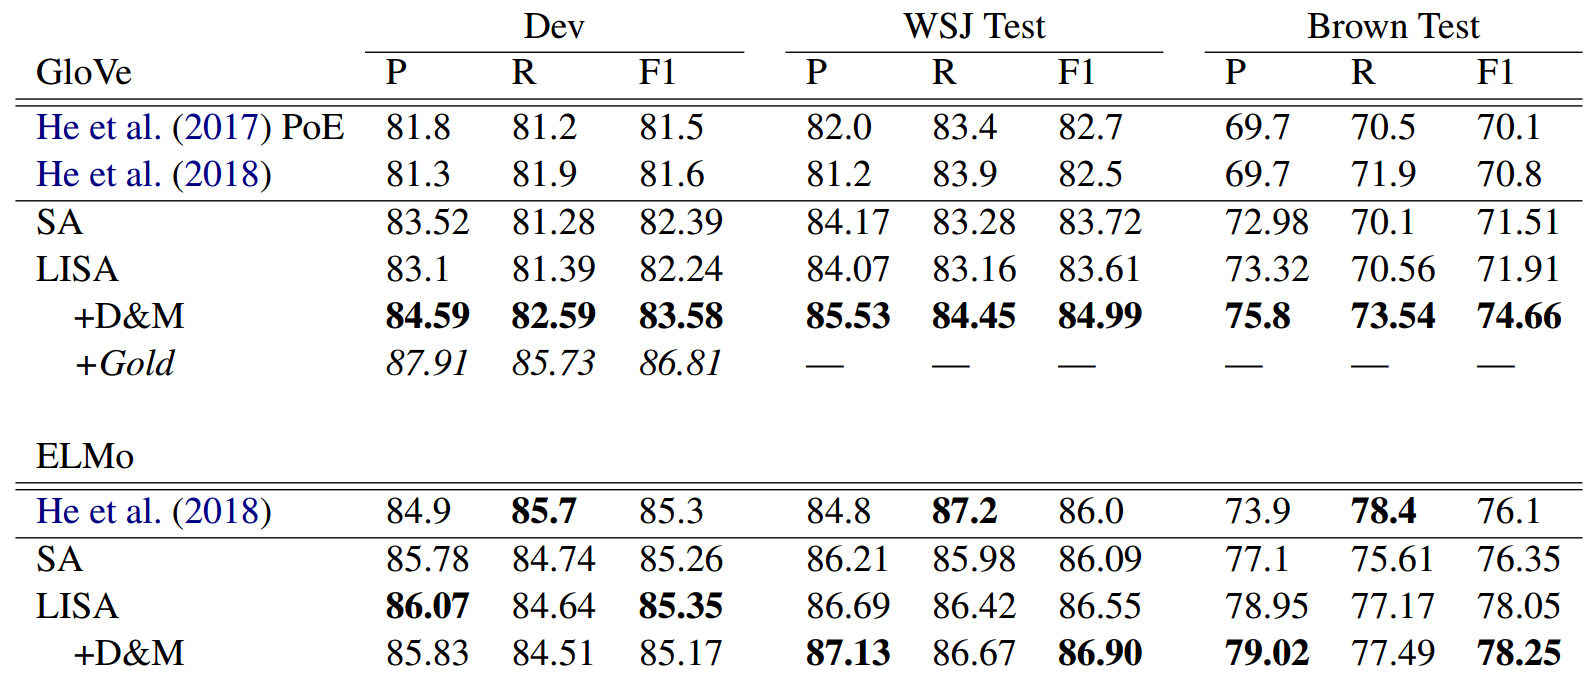 Dev WSJ Test Brown Test
GloVe P R F1 P R F1 P R F1
He et al. (2017) PoE 81.8 81.2 81.5 82.0 83.4 82.7 69.7 70.5 70.1
He et al. (2018) 81.3 81.9 81.6 81.2 83.9 82.5 69.7 71.9 70.8
SA 83.52 81.28 82.39 84.17 83.28 83.72 72.98 70.1 71.51
LISA 83.1 81.39 82.24 84.07 83.16 83.61 73.32 70.56 71.91
+D&M 84.59 82.59 83.58 85.53 84.45 84.99 75.8 73.54 74.66
+Gold 87.91 85.73 86.81 — — — — — —
ELMo
He et al. (2018) 84.9 85.7 85.3 84.8 87.2 86.0 73.9 78.4 76.1
SA 85.78 84.74 85.26 86.21 85.98 86.09 77.1 75.61 76.35
LISA 86.07 84.64 85.35 86.69 86.42 86.55 78.95 77.17 78.05
+D&M 85.83 84.51 85.17 87.13 86.67 86.90 79.02 77.49 78.25